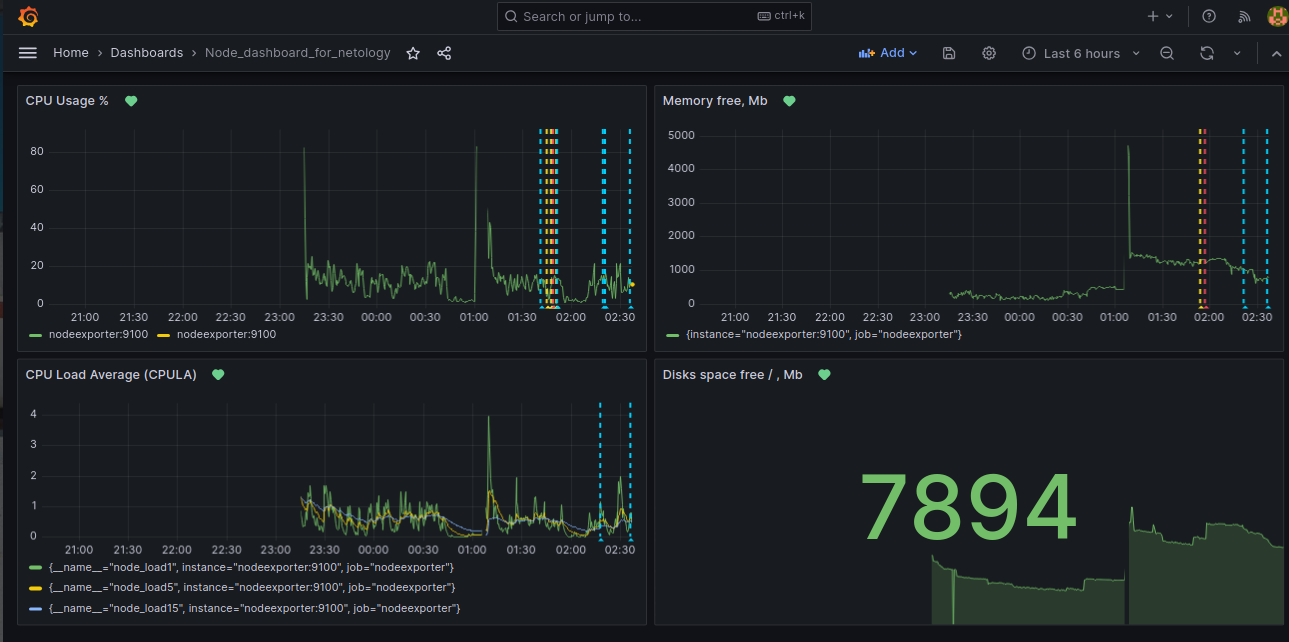 Search or jump to... ctrl+k
Home › Dashboards › Node_dashboard_for_netology Add Last 6 hours
CPU Usage %
80
60
40
20
0
21:00 21:30 22:00 22:30 23:00 23:30 00:00 00:30 01:00 01:30 02:00 02:30
nodeexporter:9100 nodeexporter:9100
Memory free, Mb
5000
4000
3000
2000
1000
0
21:00 21:30 22:00 22:30 23:00 23:30 00:00 00:30 01:00 01:30 02:00 02:30
{instance="nodeexporter:9100", job="nodeexporter"}
CPU Load Average (CPULA)
4
3
2
1
0
21:00 21:30 22:00 22:30 23:00 23:30 00:00 00:30 01:00 01:30 02:00 02:30
{__name__="node_load1", instance="nodeexporter:9100", job="nodeexporter"}
{__name__="node_load5", instance="nodeexporter:9100", job="nodeexporter"}
{__name__="node_load15", instance="nodeexporter:9100", job="nodeexporter"}
Disks space free / , Mb
7894